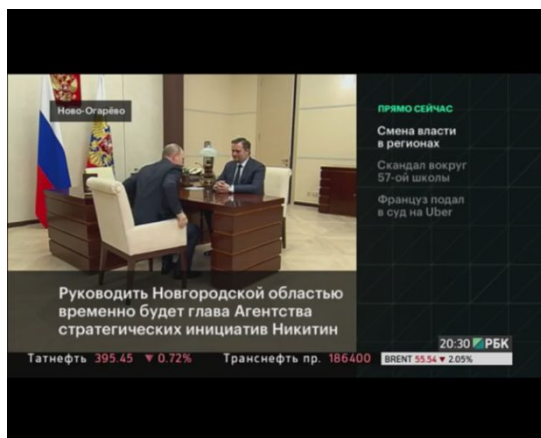 Ново-Огарёво
ПРЯМО СЕЙЧАС
Смена власти
в регионах
Скандал вокруг
57-ой школы
Француз подал
в суд на Uber
Руководить Новгородской областью
временно будет глава Агентства
стратегических инициатив Никитин
20:30 РБК
Татнефть 395.45 ▼ 0.72% Транснефть пр. 186400
BRENT 55.54 ▼ 2.05%